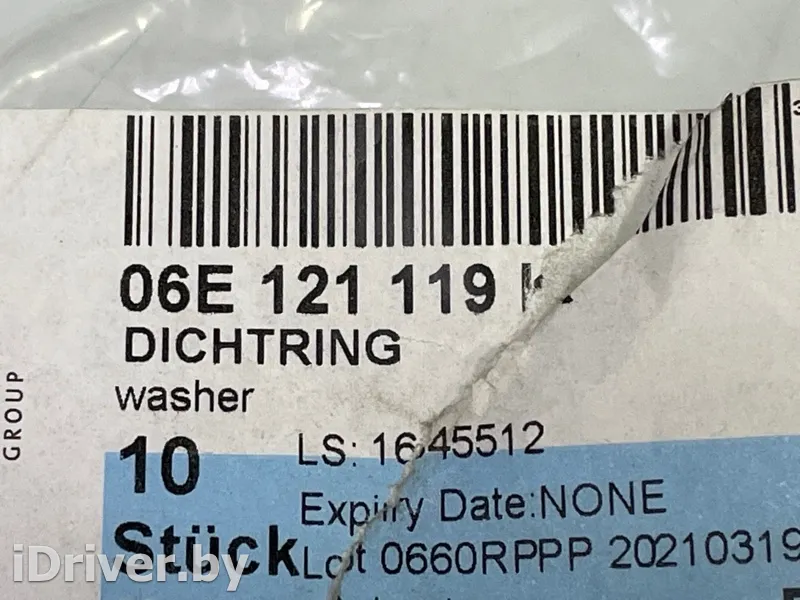 06E 121 119
DICHTRING
washer
GROUP
10
Stück
LS: 1645512
Expiry Date:NONE
Lot 0660RPPP 20210319
iDriver.by